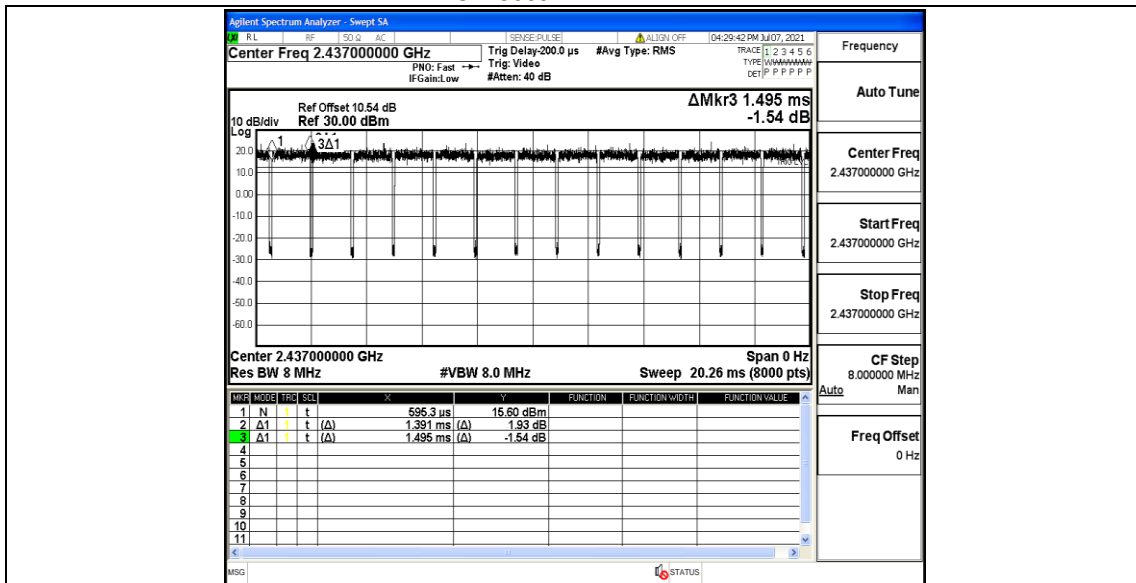 Agilent Spectrum Analyzer - Swept SA
RL RF 50 Ω AC SENSE:PULSE ALIGN OFF 04:29:42 PM Jul 07, 2021
Center Freq 2.437000000 GHz
PNO: Fast
IFGain:Low
Trig Delay-200.0 µs
Trig: Video
#Atten: 40 dB
#Avg Type: RMS
TRACE 1 2 3 4 5 6
TYPE
DET P P P P P P
Ref Offset 10.54 dB
Ref 30.00 dBm
10 dB/div
Log
ΔMkr3 1.495 ms
-1.54 dB
1
3Δ1
20.0
10.0
0.00
-10.0
-20.0
-30.0
-40.0
-50.0
-60.0
Center 2.437000000 GHz
Span 0 Hz
Res BW 8 MHz
#VBW 8.0 MHz
Sweep 20.26 ms (8000 pts)
MKR MODE TRC SCL X Y FUNCTION FUNCTION WIDTH FUNCTION VALUE
1 N 1 t 595.3 µs 15.60 dBm
2 Δ1 1 t (Δ) 1.391 ms (Δ) 1.93 dB
3 Δ1 1 t (Δ) 1.495 ms (Δ) -1.54 dB
4
5
6
7
8
9
10
11
MSG
STATUS
Frequency
Auto Tune
Center Freq
2.437000000 GHz
Start Freq
2.437000000 GHz
Stop Freq
2.437000000 GHz
CF Step
8.000000 MHz
Auto Man
Freq Offset
0 Hz